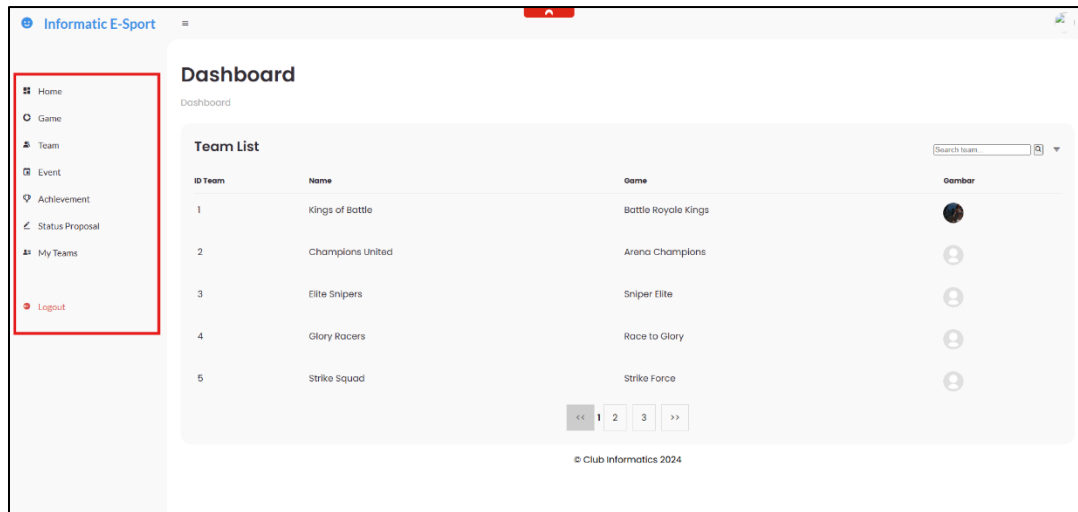 Informatic E-Sport
Home
Game
Team
Event
Achievement
Status Proposal
My Teams
Logout
Dashboard
Dashboard
Team List
Search team...
ID Team Name Game Gambar
1 Kings of Battle Battle Royale Kings
2 Champions United Arena Champions
3 Elite Snipers Sniper Elite
4 Glory Racers Race to Glory
5 Strike Squad Strike Force
<< 1 2 3 >>
© Club Informatics 2024